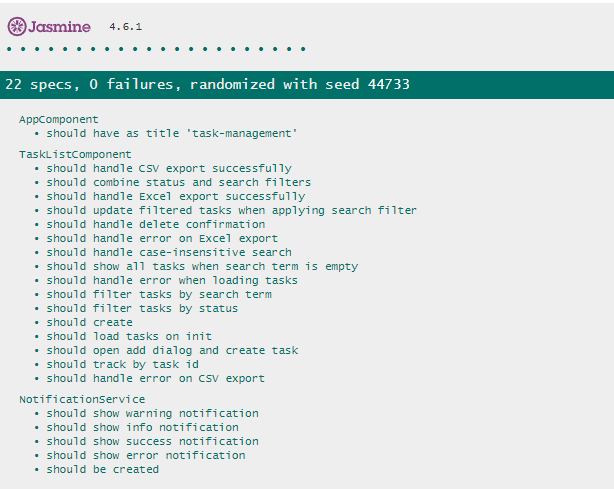 Jasmine 4.6.1
22 specs, 0 failures, randomized with seed 44733
AppComponent
• should have as title 'task-management'
TaskListComponent
• should handle CSV export successfully
• should combine status and search filters
• should handle Excel export successfully
• should update filtered tasks when applying search filter
• should handle delete confirmation
• should handle error on Excel export
• should handle case-insensitive search
• should show all tasks when search term is empty
• should handle error when loading tasks
• should filter tasks by search term
• should filter tasks by status
• should create
• should load tasks on init
• should open add dialog and create task
• should track by task id
• should handle error on CSV export
NotificationService
• should show warning notification
• should show info notification
• should show success notification
• should show error notification
• should be created